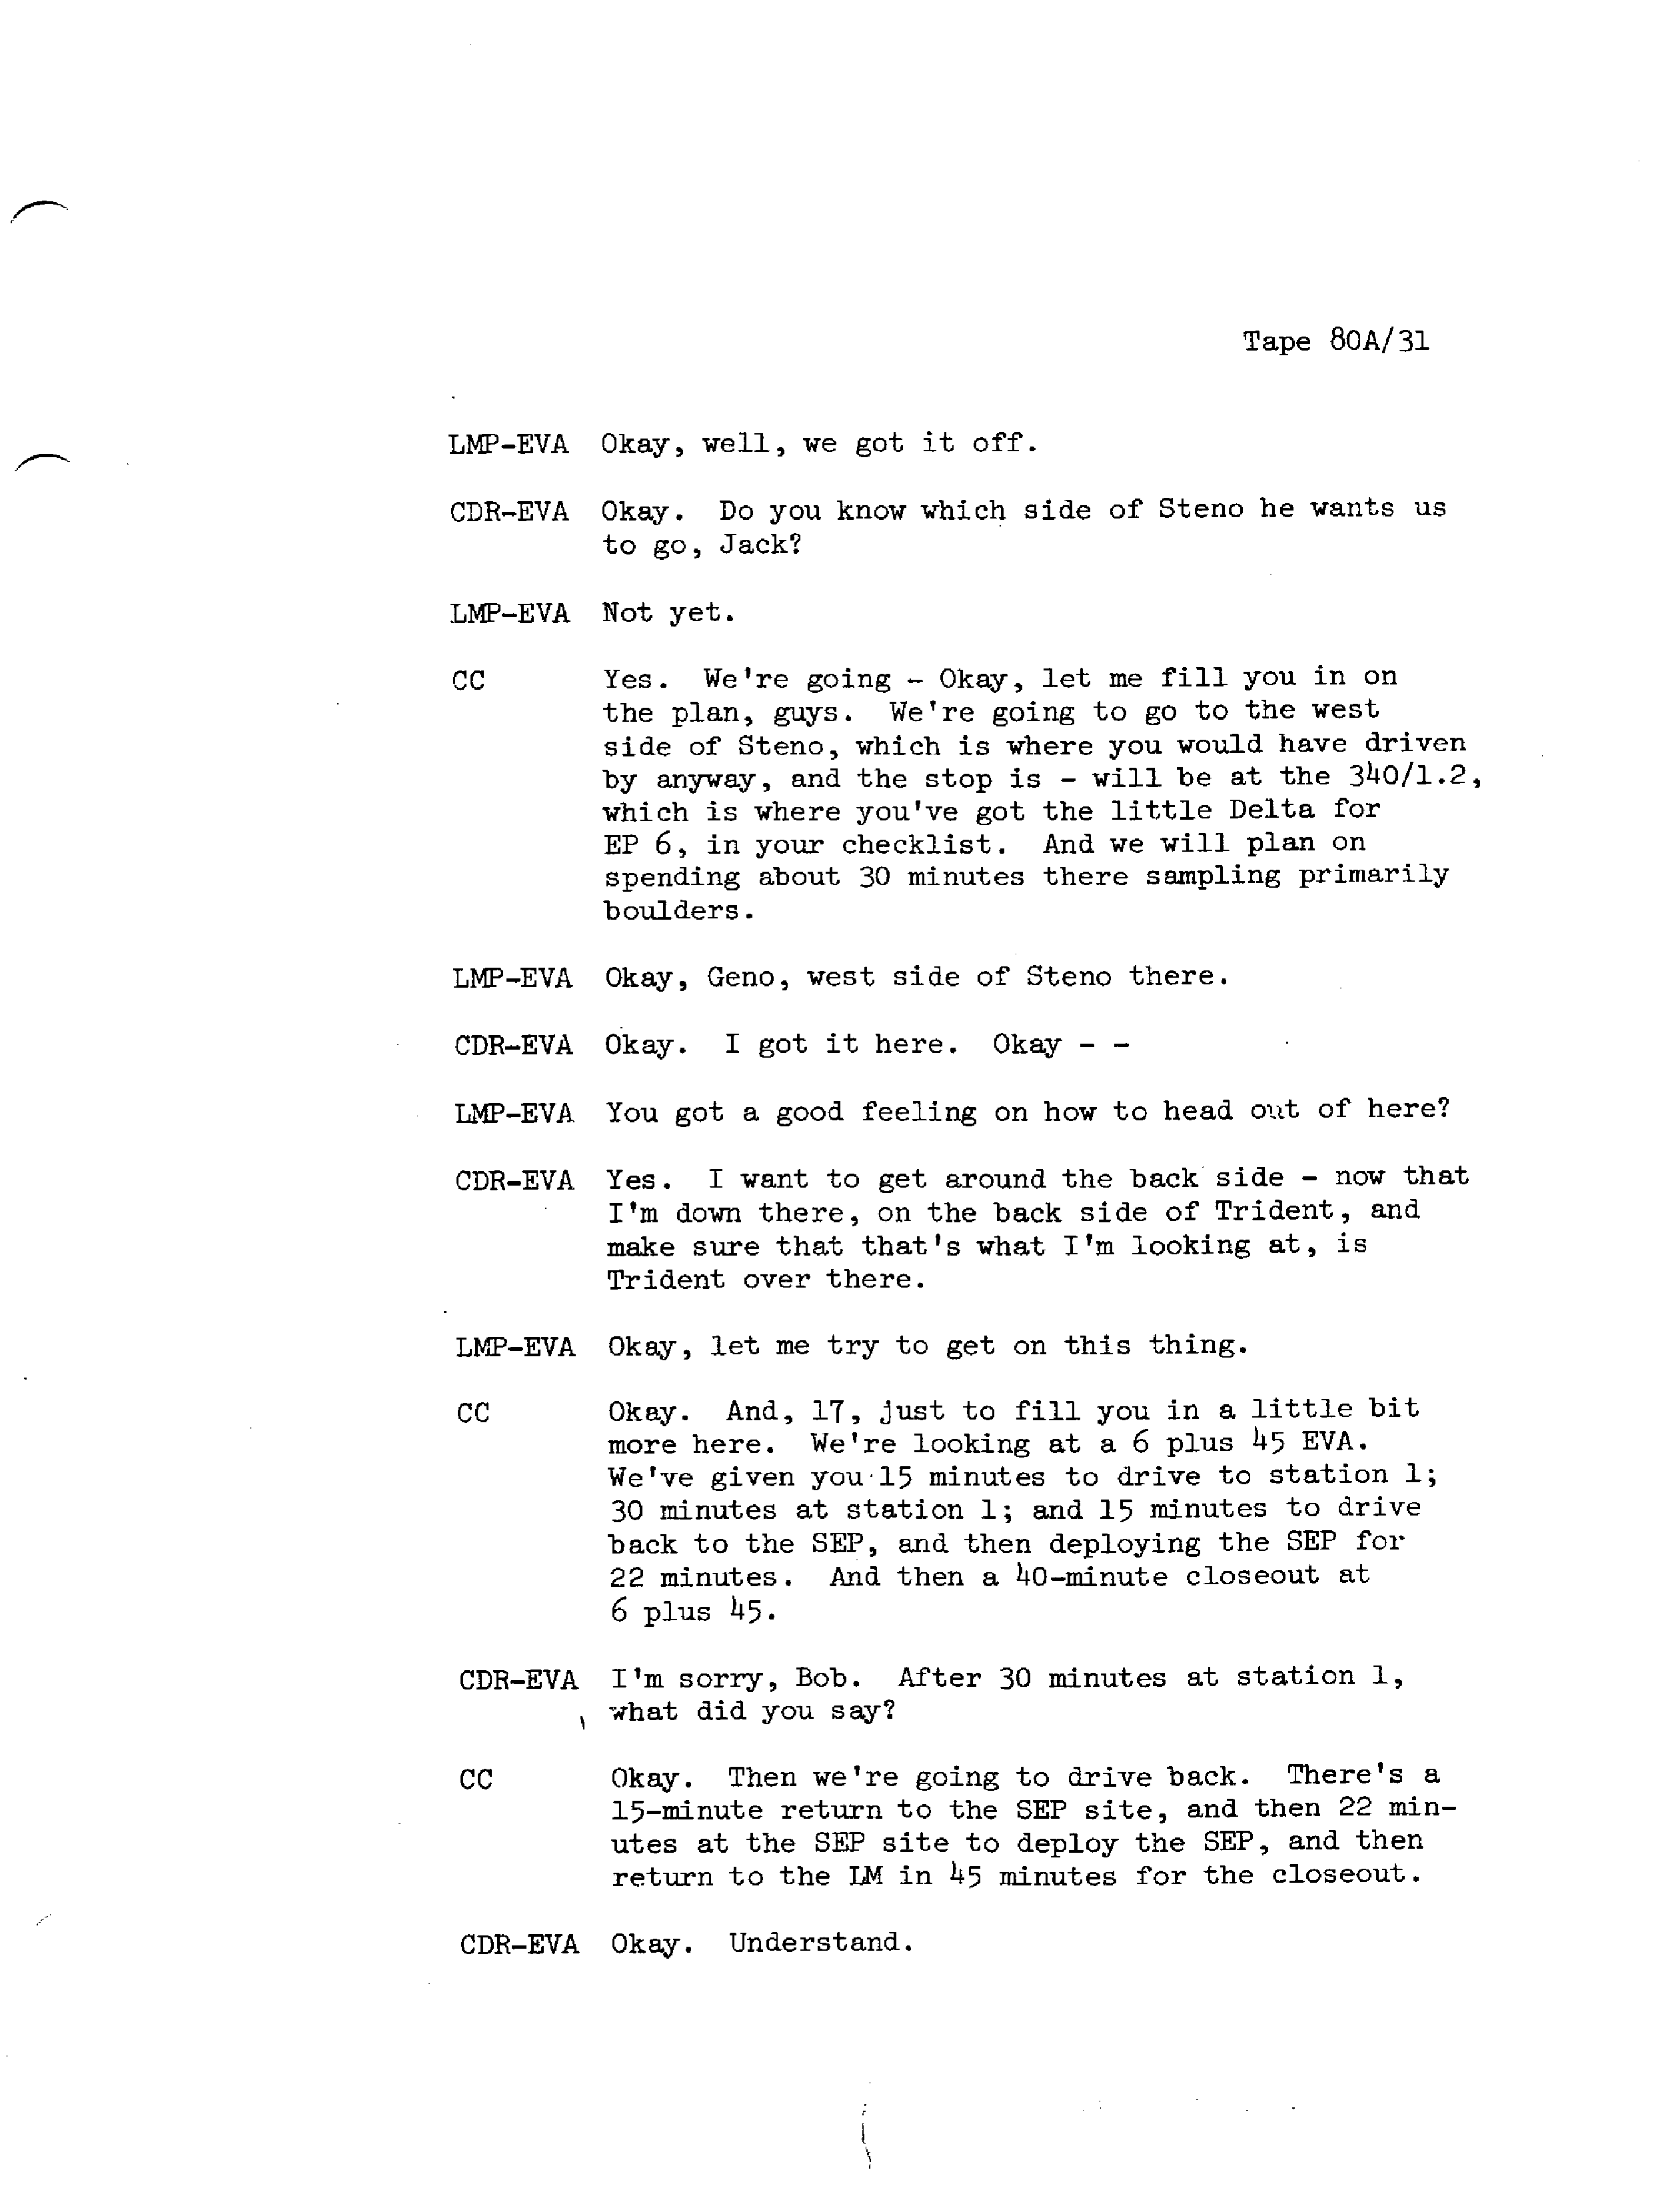 Tape 80A/31
LMP-EVA Okay, well, we got it off.
CDR-EVA Okay. Do you know which side of Steno he wants us
to go, Jack?
LMP-EVA Not yet.
CC Yes. We're going - Okay, let me fill you in on
the plan, guys. We're going to go to the west
side of Steno, which is where you would have driven
by anyway, and the stop is - will be at the 340/1.2,
which is where you've got the little Delta for
EP 6, in your checklist. And we will plan on
spending about 30 minutes there sampling primarily
boulders.
LMP-EVA Okay, Geno, west side of Steno there.
CDR-EVA Okay. I got it here. Okay - -
LMP-EVA You got a good feeling on how to head out of here?
CDR-EVA Yes. I want to get around the back side - now that
I'm down there, on the back side of Trident, and
make sure that that's what I'm looking at, is
Trident over there.
LMP-EVA Okay, let me try to get on this thing.
CC Okay. And, 17, just to fill you in a little bit
more here. We're looking at a 6 plus 45 EVA.
We've given you 15 minutes to drive to station 1;
30 minutes at station 1; and 15 minutes to drive
back to the SEP, and then deploying the SEP for
22 minutes. And then a 40-minute closeout at
6 plus 45.
CDR-EVA I'm sorry, Bob. After 30 minutes at station 1,
what did you say?
CC Okay. Then we're going to drive back. There's a
15-minute return to the SEP site, and then 22 min-
utes at the SEP site to deploy the SEP, and then
return to the LM in 45 minutes for the closeout.
CDR-EVA Okay. Understand.